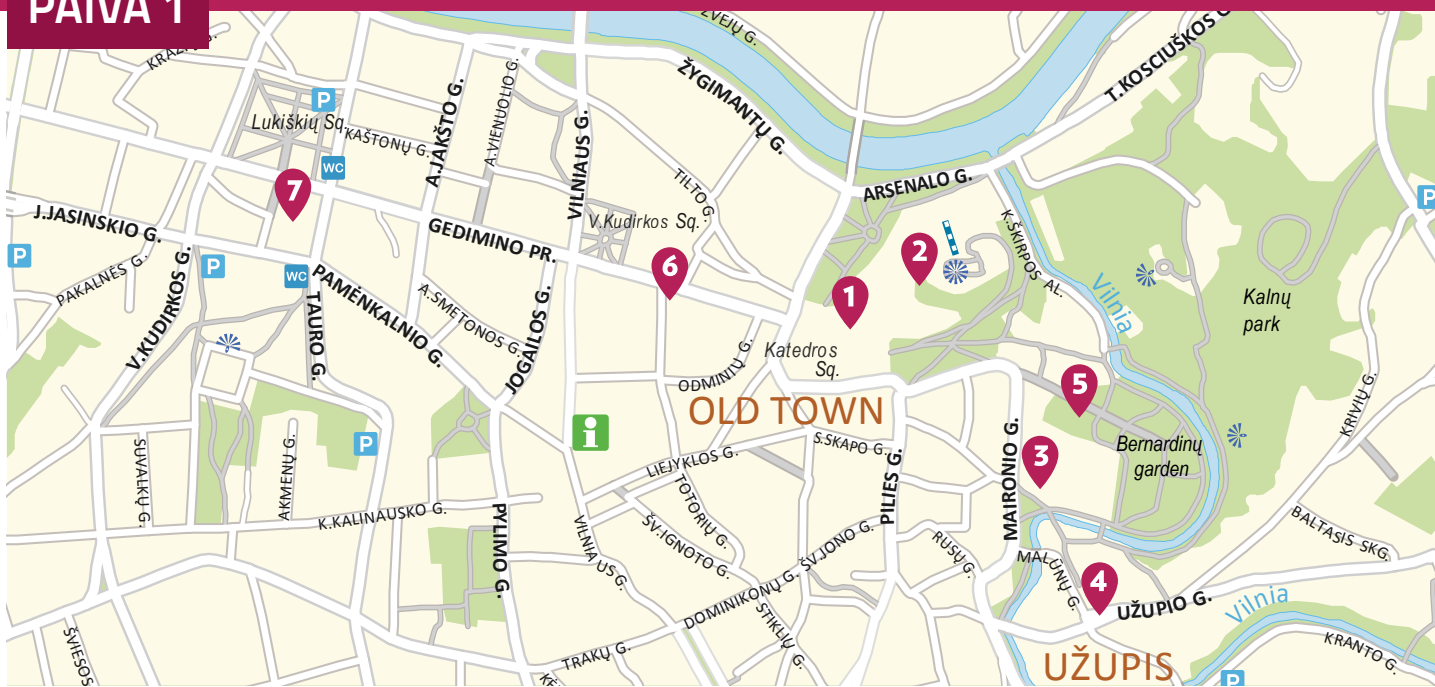 PÄIVÄ 1
ŽVEJŲ G.
KRAŽIŲ G.
T.KOSCIUŠKOS G.
ŽYGIMANTŲ G.
P
Lukiškių Sq.
KAŠTONŲ G.
A.JAKŠTO G.
A.VIENUOLIO G.
VILNIAUS G.
WC
TILTO G.
ARSENALO G.
7
P
J.JASINSKIO G.
GEDIMINO PR.
V.Kudirkos Sq.
K.ŠKIRPOS AL.
2
6
1
P
P
WC
PAKALNĖS G.
V.KUDIRKOS G.
TAURO G.
PAMĖNKALNIO G.
A.SMETONOS G.
JOGAILOS G.
Vilnia
Kalnų
park
Katedros
Sq.
ODMINIŲ G.
OLD TOWN
5
KRIVIŲ G.
i
P
SUVALKŲ G.
AKMENŲ G.
LIEJYKLOS G.
S.SKAPO G.
MAIRONIO G.
3
Bernardinų
garden
K.KALINAUSKO G.
PYLIMO G.
VILNIAUS G.
TOTORIŲ G.
ŠV.IGNOTO G.
PILIES G.
ŠV.JONO G.
RUSŲ G.
MALŪNŲ G.
4
BALTASIS SKG.
DOMINIKONŲ G.
STIKLIŲ G.
UŽUPIO G.
Vilnia
ŠVIESOS
TRAKŲ G.
KĖ
UŽUPIS
KRANTO G.
P